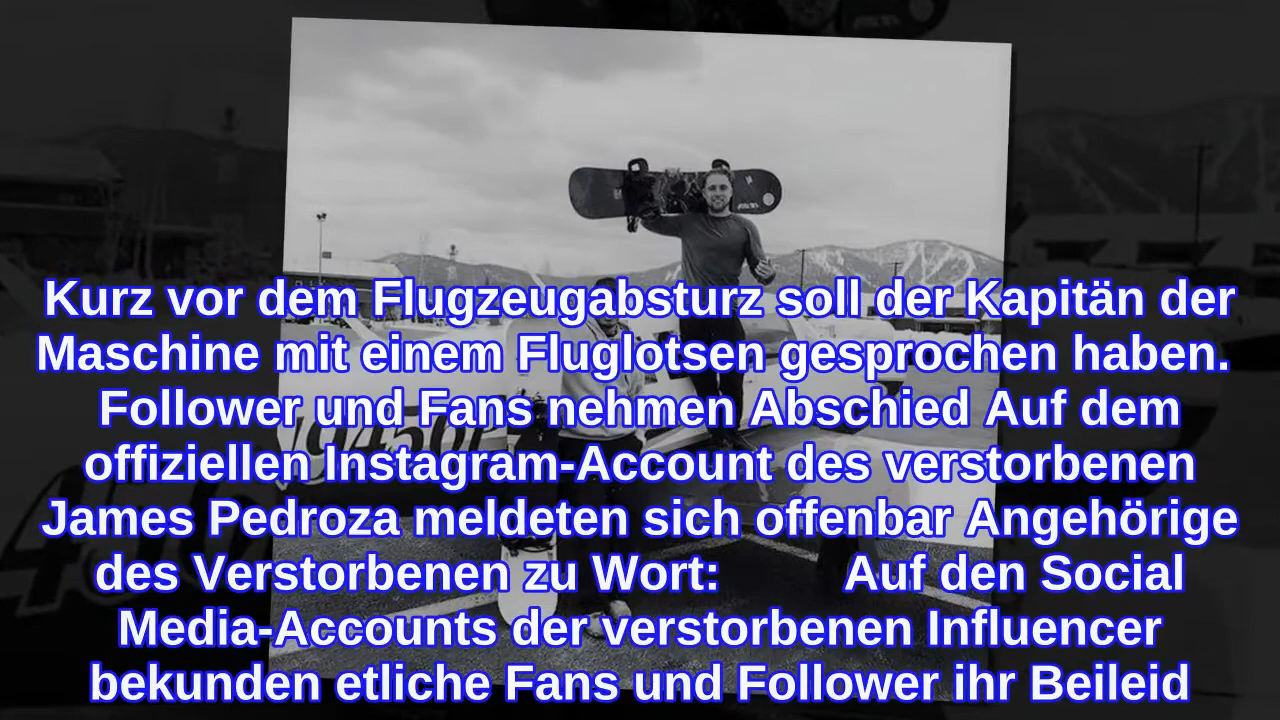 Kurz vor dem Flugzeugabsturz soll der Kapitän der
Maschine mit einem Fluglotsen gesprochen haben.
Follower und Fans nehmen Abschied Auf dem
offiziellen Instagram-Account des verstorbenen
James Pedroza meldeten sich offenbar Angehörige
des Verstorbenen zu Wort: Auf den Social
Media-Accounts der verstorbenen Influencer
bekunden etliche Fans und Follower ihr Beileid